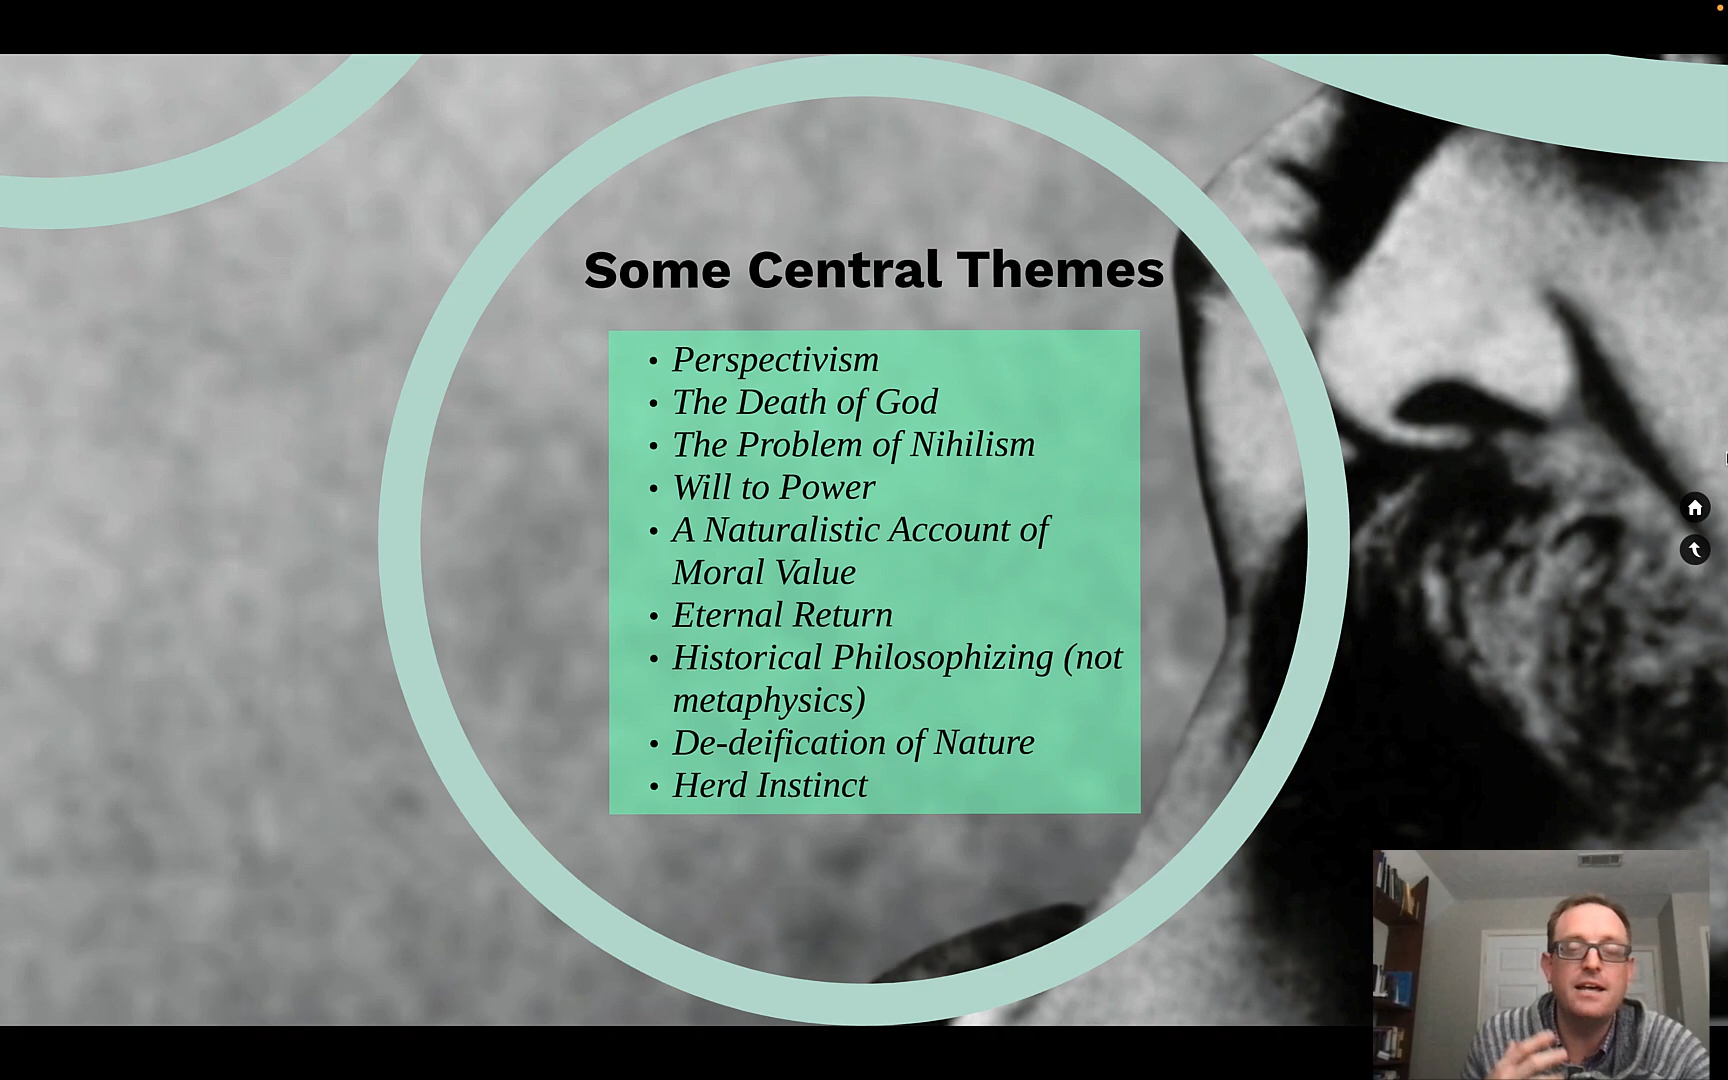 Some Central Themes
• Perspectivism
• The Death of God
• The Problem of Nihilism
• Will to Power
• A Naturalistic Account of
Moral Value
• Eternal Return
• Historical Philosophizing (not
metaphysics)
• De-deification of Nature
• Herd Instinct